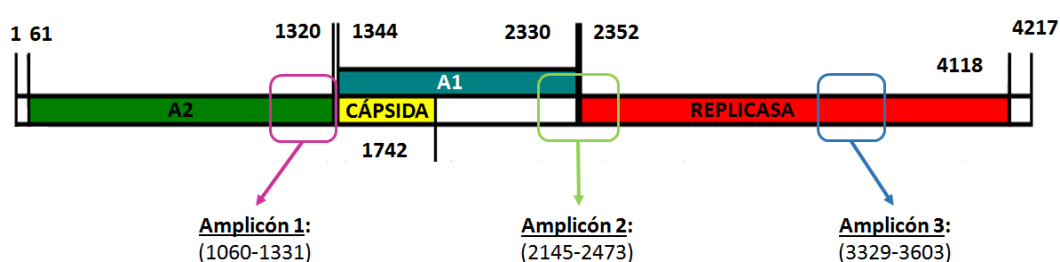 1 61 1320 1344 2330 2352 4217
4118
A1
A2 CÁPSIDA REPLICASA
1742
Amplicón 1: Amplicón 2: Amplicón 3:
(1060-1331) (2145-2473) (3329-3603)